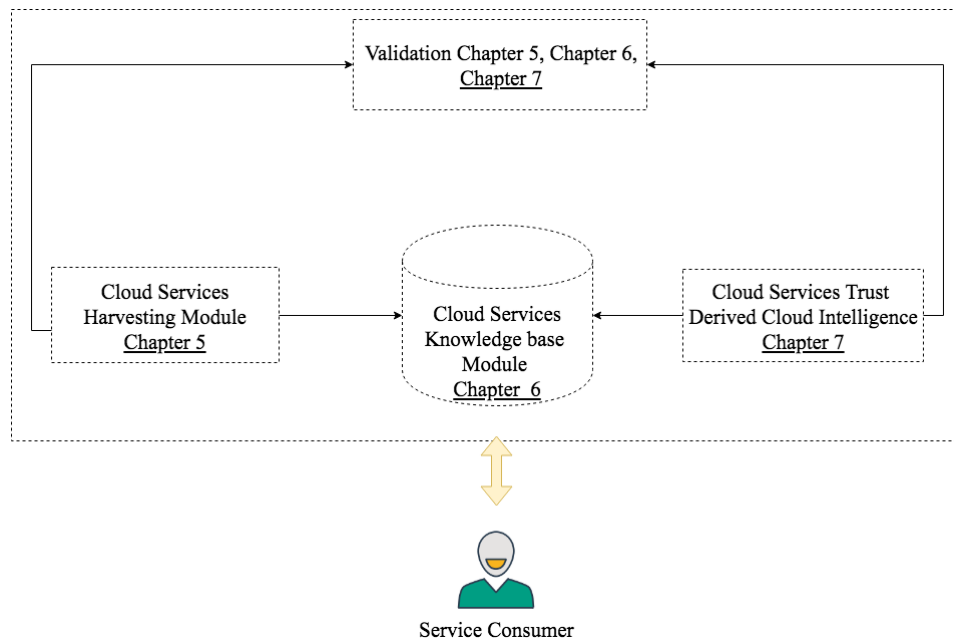 Validation Chapter 5, Chapter 6,
Chapter 7
Cloud Services
Harvesting Module
Chapter 5
Cloud Services
Knowledge base
Module
Chapter 6
Cloud Services Trust
Derived Cloud Intelligence
Chapter 7
Service Consumer